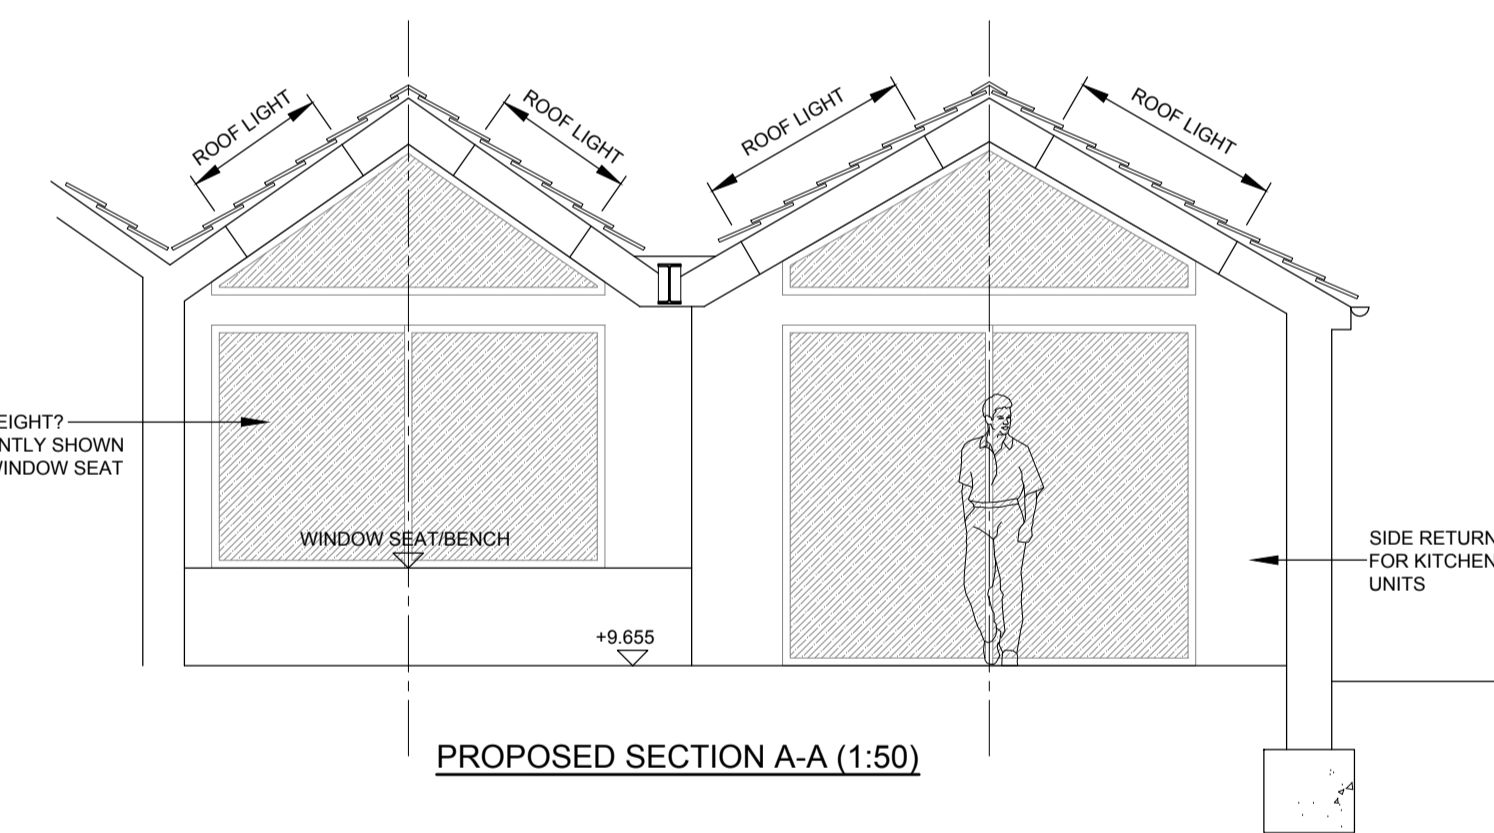 ROOF LIGHT
ROOF LIGHT
ROOF LIGHT
ROOF LIGHT
EIGHT?
NTLY SHOWN
WINDOW SEAT
WINDOW SEAT/BENCH
+9.655
SIDE RETURN
FOR KITCHEN
UNITS
PROPOSED SECTION A-A (1:50)